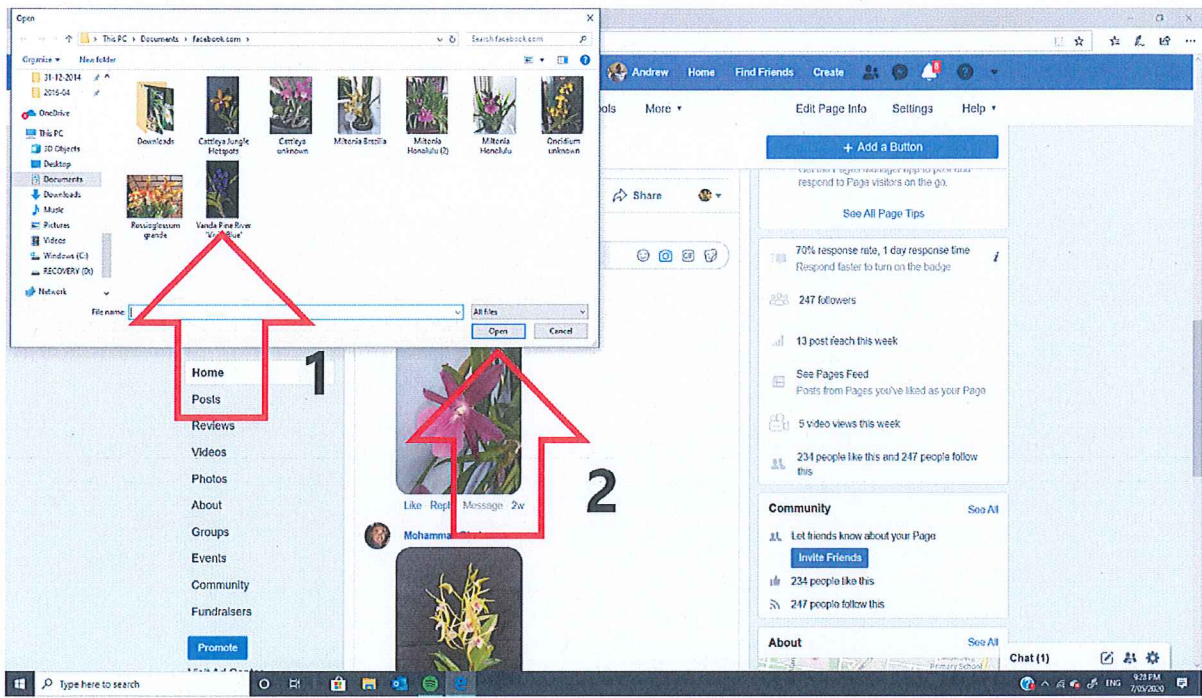 Open
This PC > Documents > facebook.com >
Search facebook.com
Organise
New folder
31-12-2014
2016-04
OneDrive
This PC
3D Objects
Desktop
Documents
Downloads
Music
Pictures
Videos
Windows (C:)
RECOVERY (D:)
Network
Downloads
Cattleya Jungle Hotspots
Cattleya unknown
Miltonia Brazilia
Miltonia Honolulu (2)
Miltonia Honolulu
Oncidium unknown
Rossioglossum grande
Vanda Pine River
Blue'
File name:
All files
Open
Cancel
Andrew
Home
Find Friends
Create
8
More
Edit Page Info
Settings
Help
+ Add a Button
respond to Page visitors on the go.
See All Page Tips
Share
GIF
70% response rate, 1 day response time
Respond faster to turn on the badge
i
247 followers
13 post reach this week
See Pages Feed
Posts from Pages you've liked as your Page
5 video views this week
234 people like this and 247 people follow
this
Community
See All
Let friends know about your Page
Invite Friends
234 people like this
247 people follow this
About
See All
Primary School
Home
Posts
Reviews
Videos
Photos
About
Groups
Events
Community
Fundraisers
Promote
1
2
Like
Message
2w
Chat (1)
Type here to search
ENG
9:28 PM
7/05/2020